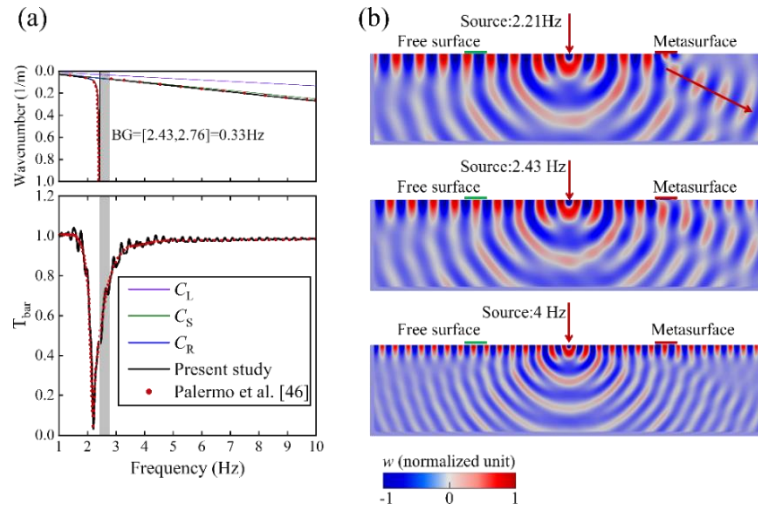 (a)
Wavenumber (1/m)
0.0
0.2
0.4
0.6
0.8
1.0
BG=[2.43,2.76]=0.33Hz
T_bar
1.2
1.0
0.8
0.6
0.4
0.2
0.0
C_L
C_S
C_R
Present study
Palermo et al. [46]
1 2 3 4 5 6 7 8 9 10
Frequency (Hz)
(b)
Source:2.21Hz
Free surface
Metasurface
Source:2.43 Hz
Free surface
Metasurface
Source:4 Hz
Free surface
Metasurface
w (normalized unit)
-1 0 1